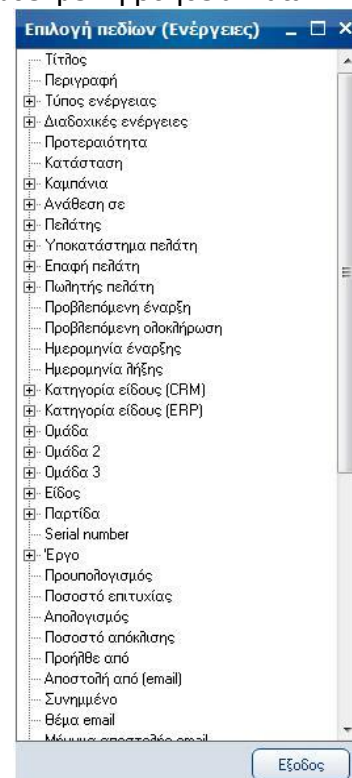 Επιλογή πεδίων (Ενέργειες)
Τίτλος
Περιγραφή
Τύπος ενέργειας
Διαδοχικές ενέργειες
Προτεραιότητα
Κατάσταση
Καμπάνια
Ανάθεση σε
Πελάτης
Υποκατάστημα πελάτη
Επαφή πελάτη
Πωλητής πελάτη
Προβλεπόμενη έναρξη
Προβλεπόμενη ολοκλήρωση
Ημερομηνία έναρξης
Ημερομηνία λήξης
Κατηγορία είδους (CRM)
Κατηγορία είδους (ERP)
Ομάδα
Ομάδα 2
Ομάδα 3
Είδος
Παρτίδα
Serial number
Έργο
Προυπολογισμός
Ποσοστό επιτυχίας
Απολογισμός
Ποσοστό απόκλισης
Προήλθε από
Αποστολή από (email)
Συνημμένο
Θέμα email
Μήνυμα αποστολής email
Εξοδος